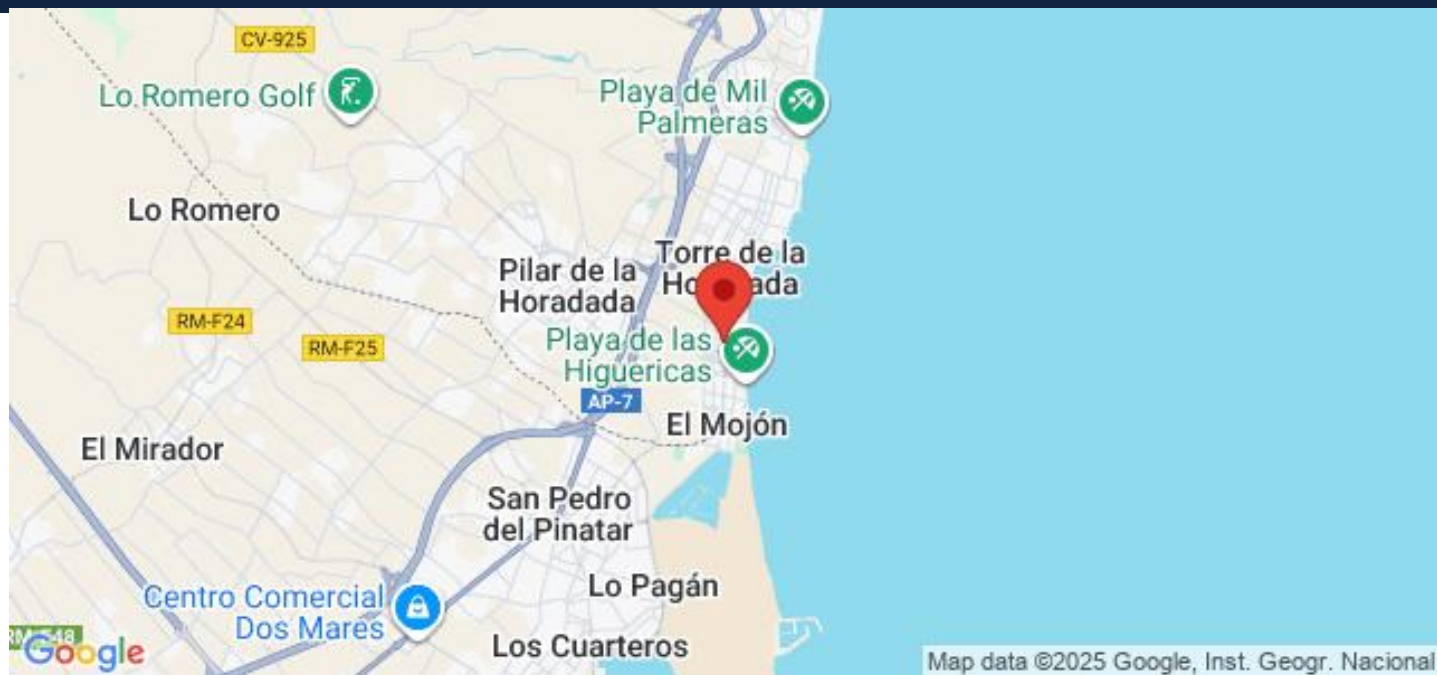 CV-925
Lo Romero Golf
Playa de Mil
Palmeras
Lo Romero
Torre de la
Pilar de la
Horadada
RM-F24
RM-F25
Playa de las
Higuericas
AP-7
El Mojón
El Mirador
San Pedro
del Pinatar
Lo Pagán
Centro Comercial
Dos Mares
Los Cuarteros
Google
Map data ©2025 Google, Inst. Geogr. Nacional